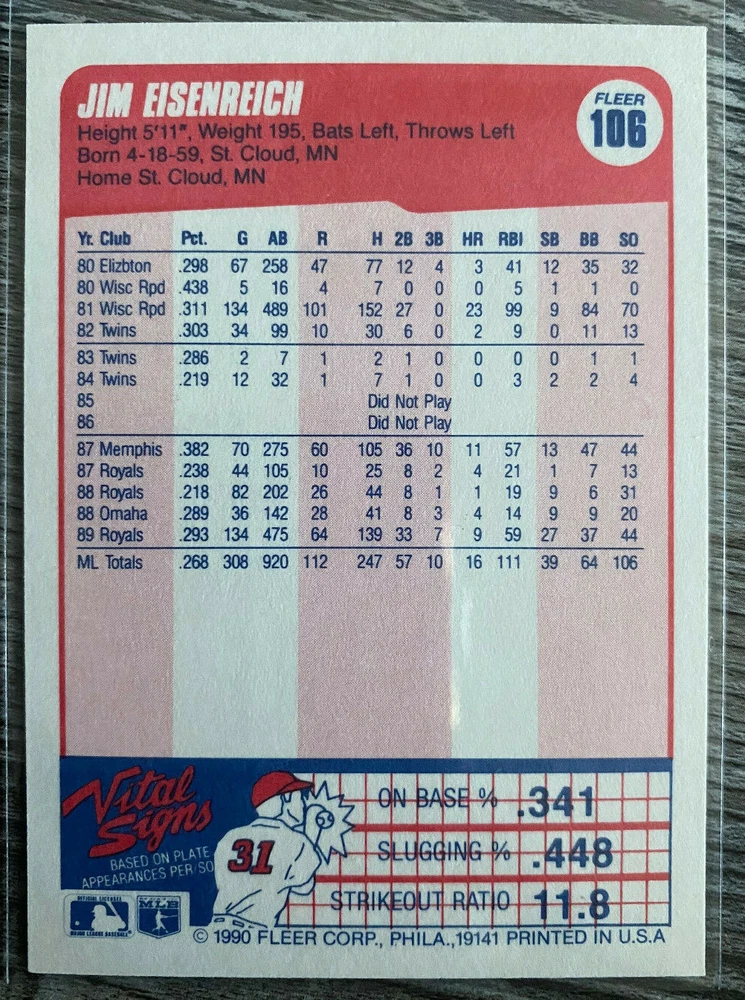 JIM EISENREICH
FLEER
106
Height 5'11", Weight 195, Bats Left, Throws Left
Born 4-18-59, St. Cloud, MN
Home St. Cloud, MN
Yr. Club Pct. G AB R H 2B 3B HR RBI SB BB SO
80 Elizbton .298 67 258 47 77 12 4 3 41 12 35 32
80 Wisc Rpd .438 5 16 4 7 0 0 0 5 1 1 0
81 Wisc Rpd .311 134 489 101 152 27 0 23 99 9 84 70
82 Twins .303 34 99 10 30 6 0 2 9 0 11 13
83 Twins .286 2 7 1 2 1 0 0 0 0 1 1
84 Twins .219 12 32 1 7 1 0 0 3 2 2 4
85 Did Not Play
86 Did Not Play
87 Memphis .382 70 275 60 105 36 10 11 57 13 47 44
87 Royals .238 44 105 10 25 8 2 4 21 1 7 13
88 Royals .218 82 202 26 44 8 1 1 19 9 6 31
88 Omaha .289 36 142 28 41 8 3 4 14 9 9 20
89 Royals .293 134 475 64 139 33 7 9 59 27 37 44
ML Totals .268 308 920 112 247 57 10 16 111 39 64 106
Vital
Signs
BASED ON PLATE
APPEARANCES PER/SO
31
ON BASE % .341
SLUGGING % .448
STRIKEOUT RATIO 11.8
OFFICIAL LICENSEE
MAJOR LEAGUE BASEBALL
MLB
© 1990 FLEER CORP., PHILA.,19141 PRINTED IN U.S.A